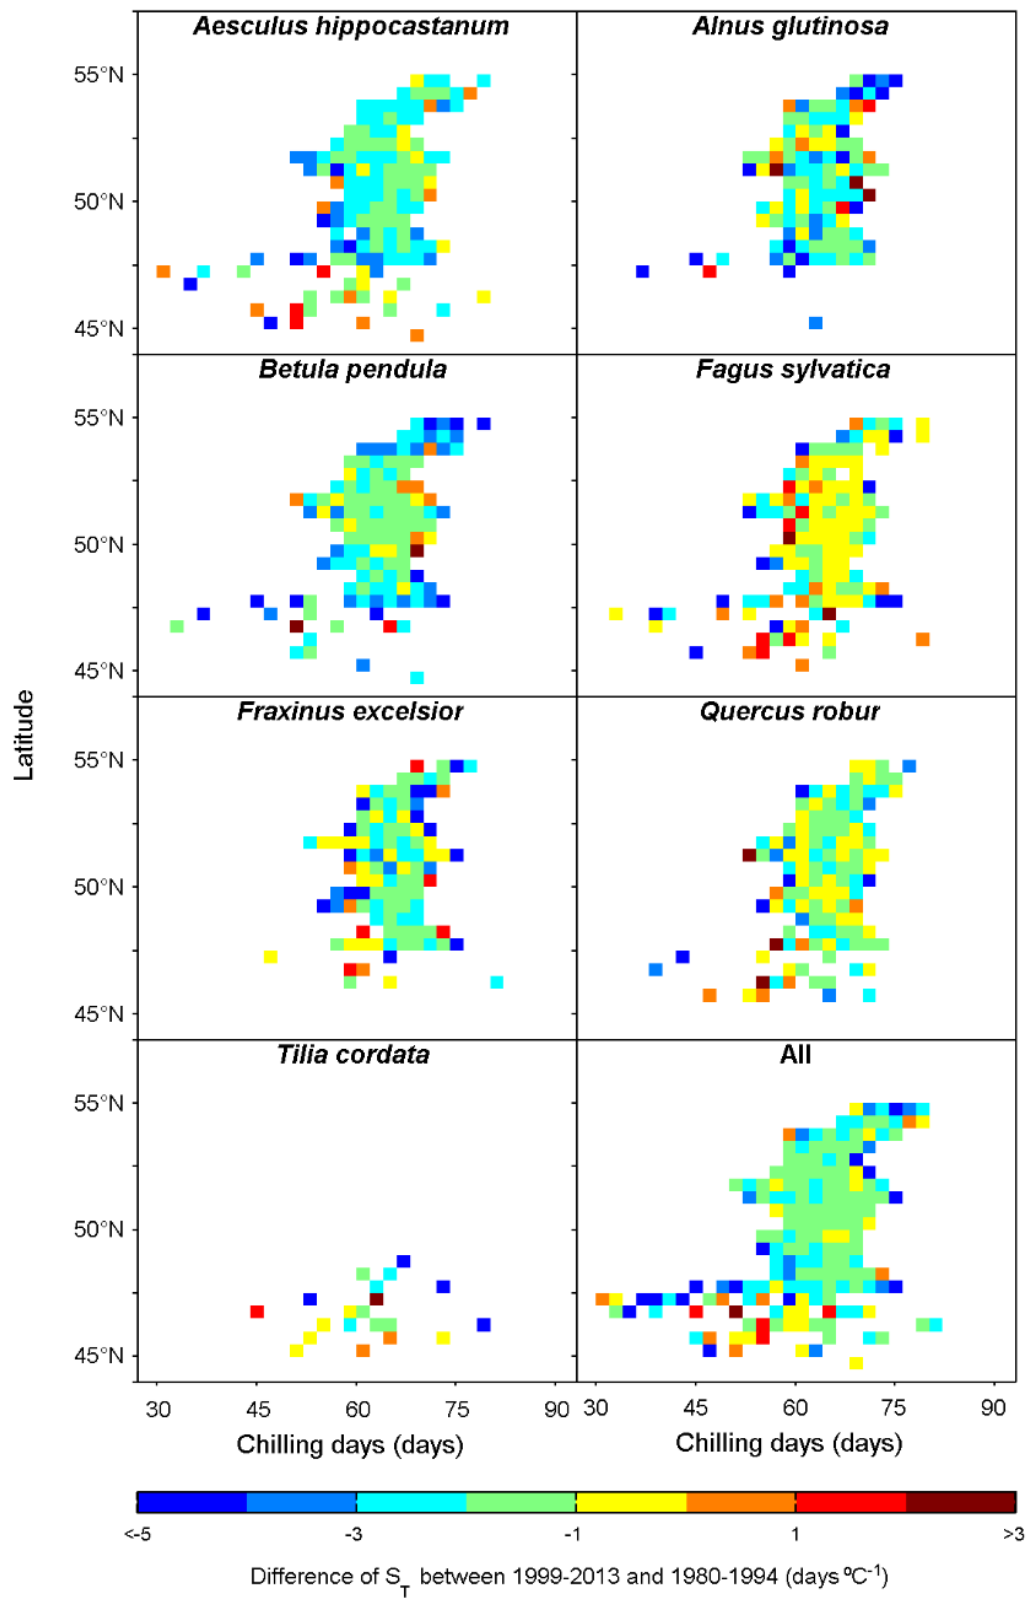 Aesculus hippocastanum
Alnus glutinosa
55°N
50°N
45°N
Betula pendula
Fagus sylvatica
55°N
50°N
45°N
Latitude
Fraxinus excelsior
Quercus robur
55°N
50°N
45°N
Tilia cordata
All
55°N
50°N
45°N
30 45 60 75 90
30 45 60 75 90
Chilling days (days)
Chilling days (days)
<-5 -3 -1 1 >3
Difference of S_T between 1999-2013 and 1980-1994 (days ºC⁻¹)